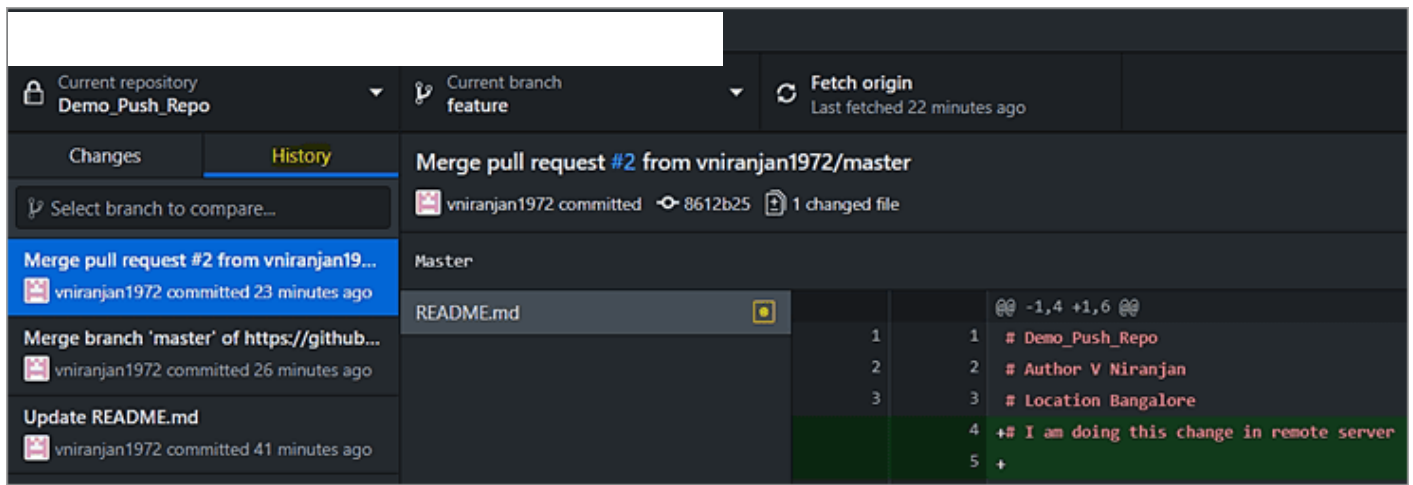 Current repository
Demo_Push_Repo
Current branch
feature
Fetch origin
Last fetched 22 minutes ago
Changes
History
Select branch to compare...
Merge pull request #2 from vniranjan19...
vniranjan1972 committed 23 minutes ago
Merge branch 'master' of https://github...
vniranjan1972 committed 26 minutes ago
Update README.md
vniranjan1972 committed 41 minutes ago
Merge pull request #2 from vniranjan1972/master
vniranjan1972 committed 8612b25 1 changed file
Master
README.md
@@ -1,4 +1,6 @@
1 1 # Demo_Push_Repo
2 2 # Author V Niranjan
3 3 # Location Bangalore
4 +# I am doing this change in remote server
5 +